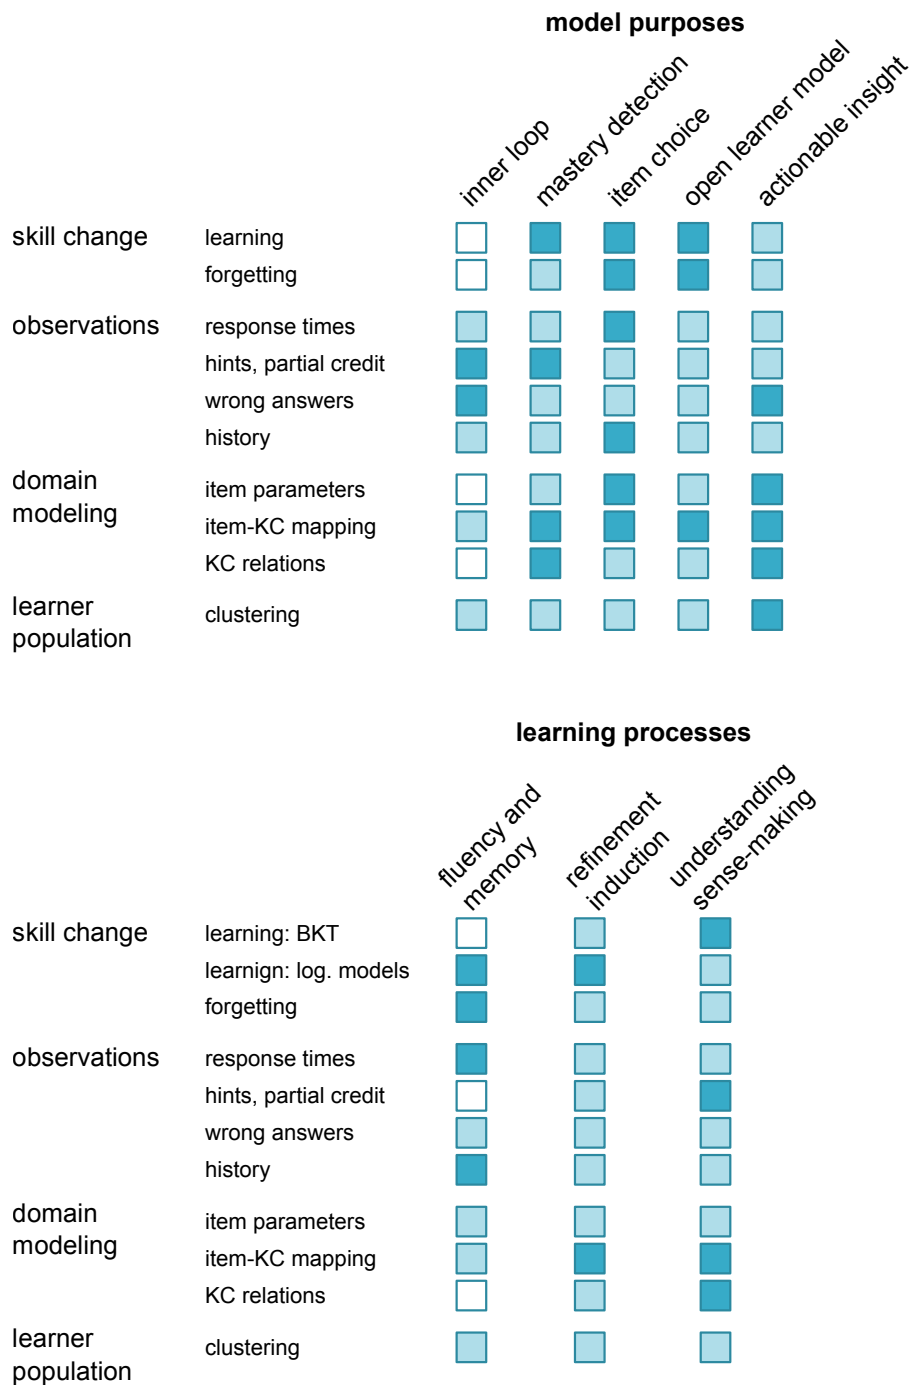 model purposes
inner loop
mastery detection
item choice
open learner model
actionable insight
skill change
learning
forgetting
observations
response times
hints, partial credit
wrong answers
history
domain
modeling
item parameters
item-KC mapping
KC relations
learner
population
clustering
learning processes
fluency and
memory
refinement
induction
understanding
sense-making
skill change
learning: BKT
learnign: log. models
forgetting
observations
response times
hints, partial credit
wrong answers
history
domain
modeling
item parameters
item-KC mapping
KC relations
learner
population
clustering